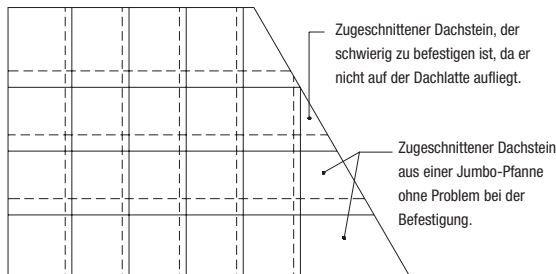 Zugeschnittener Dachstein, der
schwierig zu befestigen ist, da er
nicht auf der Dachlatte aufliegt.
Zugeschnittener Dachstein
aus einer Jumbo-Pfanne
ohne Problem bei der
Befestigung.